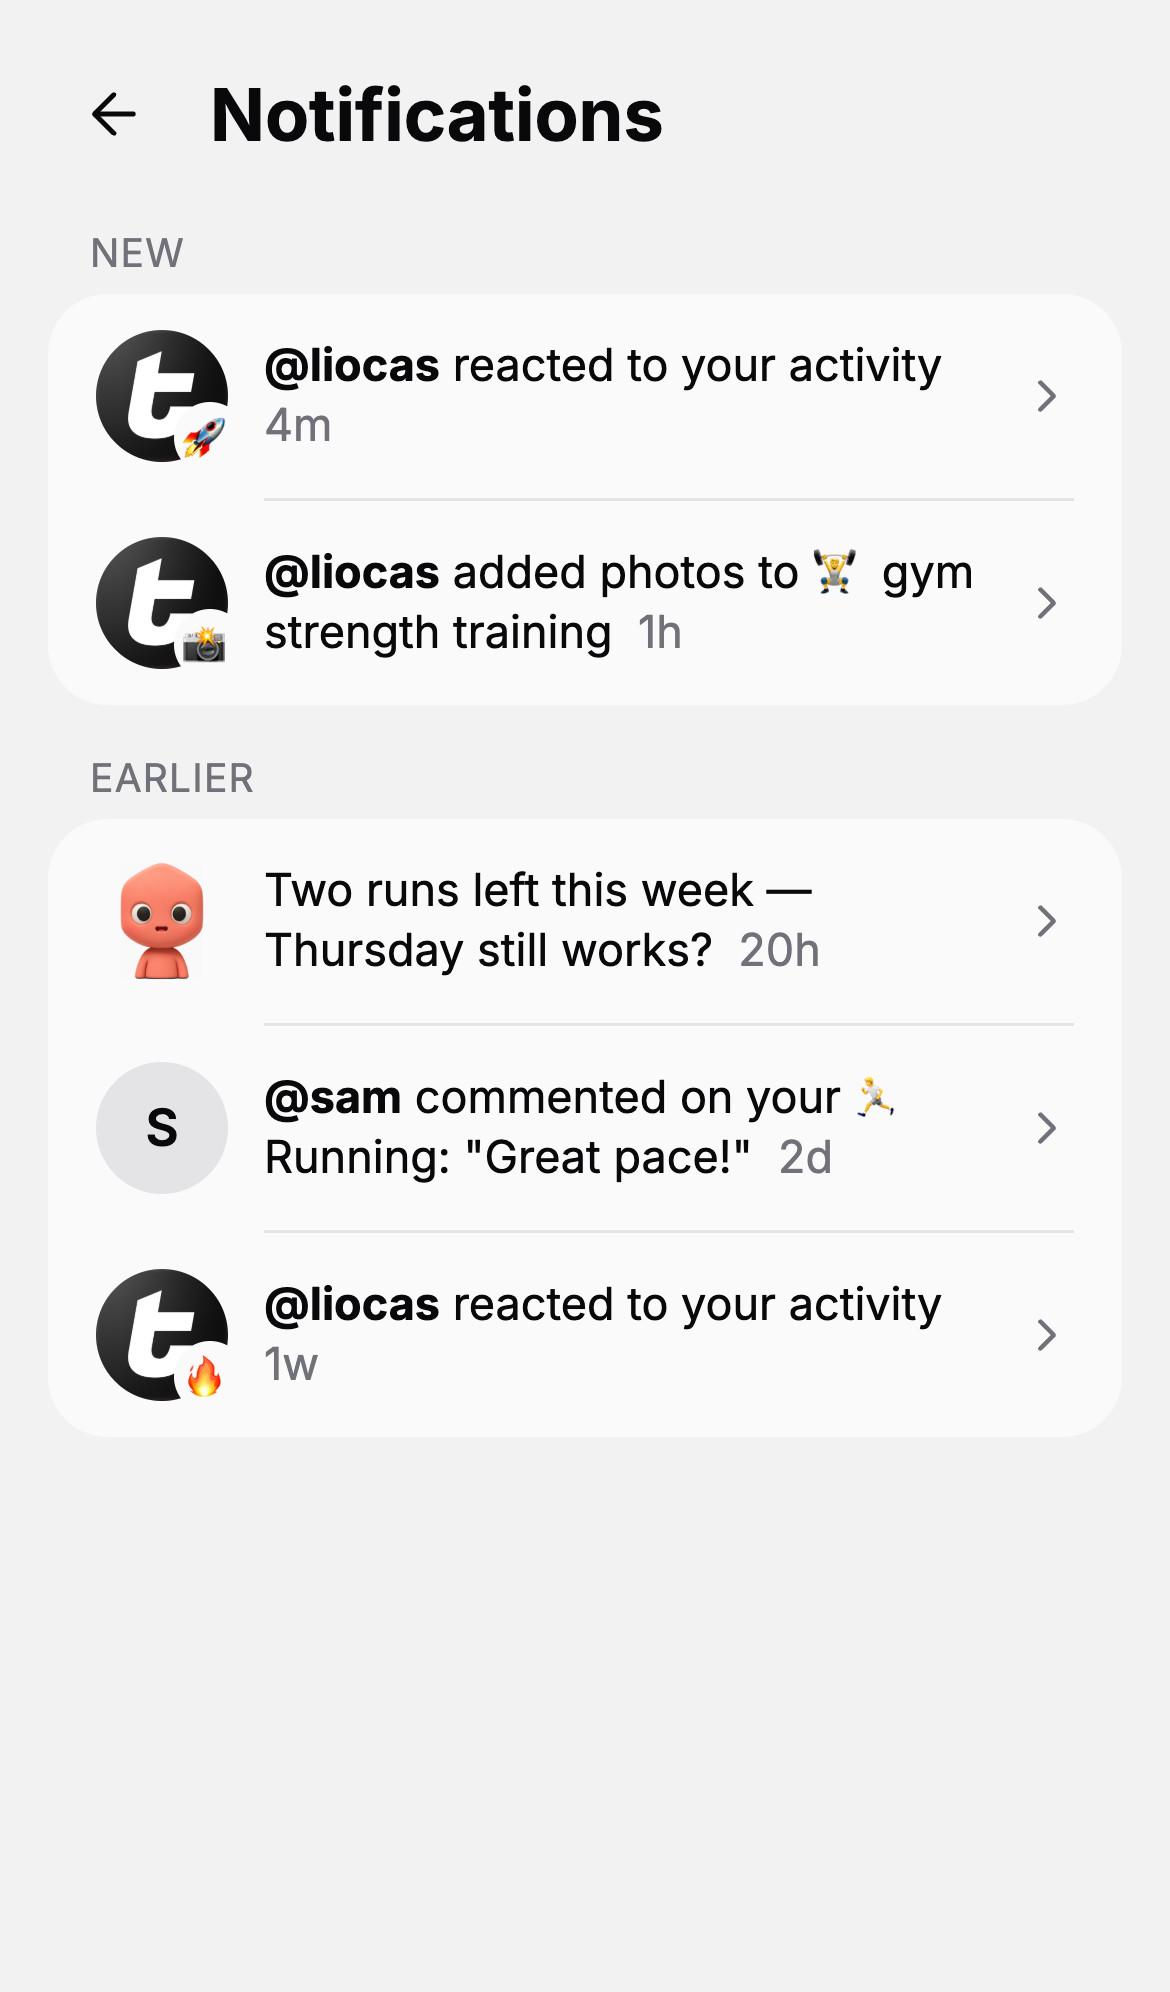 Notifications
NEW
@liocas reacted to your activity
4m
@liocas added photos to 🏋️ gym
strength training 1h
EARLIER
Two runs left this week —
Thursday still works? 20h
S
@sam commented on your 🏃
Running: "Great pace!" 2d
@liocas reacted to your activity
1w